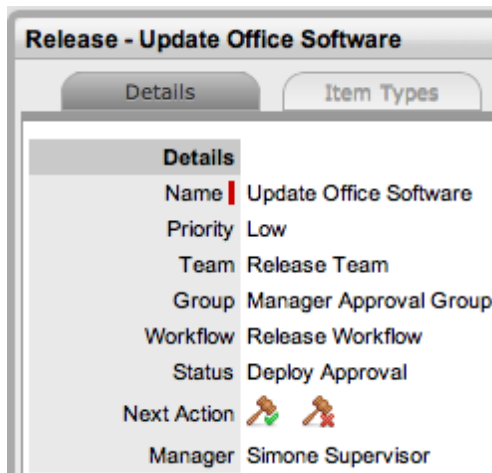 Release - Update Office Software
Details Item Types
Details
Name Update Office Software
Priority Low
Team Release Team
Group Manager Approval Group
Workflow Release Workflow
Status Deploy Approval
Next Action
Manager Simone Supervisor